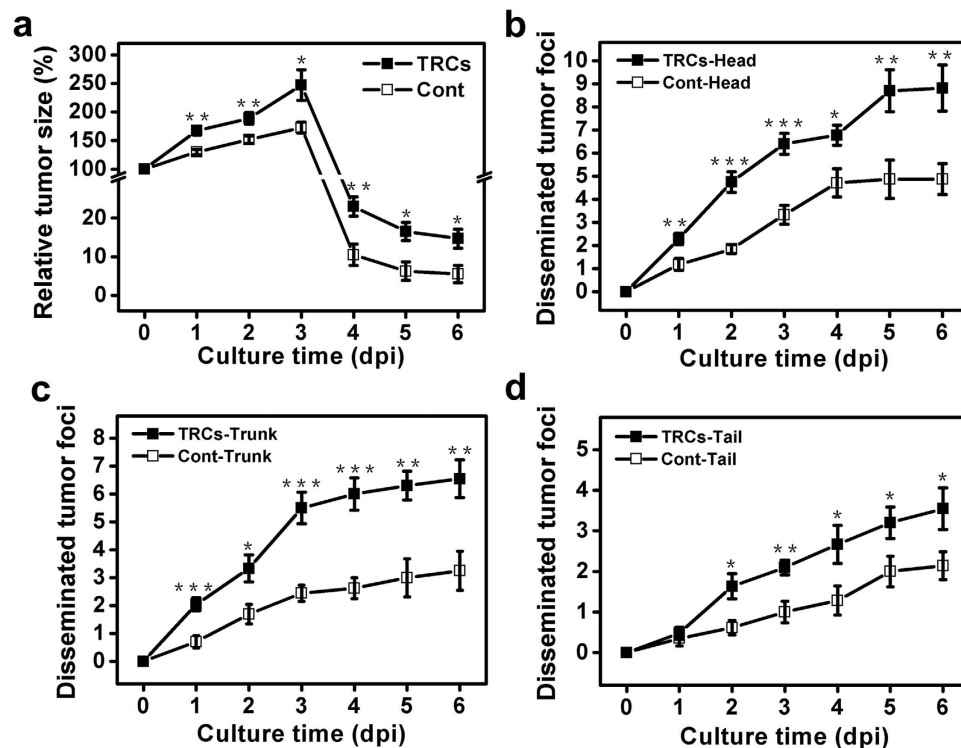 a
Relative tumor size (%)
300
250
200
150
100
20
10
0
TRCs
Cont
*
* *
* *
* *
*
*
0 1 2 3 4 5 6
Culture time (dpi)
b
Disseminated tumor foci
10
9
8
7
6
5
4
3
2
1
0
TRCs-Head
Cont-Head
* *
* *
*
* * *
* * *
* *
0 1 2 3 4 5 6
Culture time (dpi)
c
Disseminated tumor foci
8
7
6
5
4
3
2
1
0
TRCs-Trunk
Cont-Trunk
* *
* *
* * *
* * *
*
* * *
0 1 2 3 4 5 6
Culture time (dpi)
d
Disseminated tumor foci
5
4
3
2
1
0
TRCs-Tail
Cont-Tail
*
*
*
* *
*
0 1 2 3 4 5 6
Culture time (dpi)